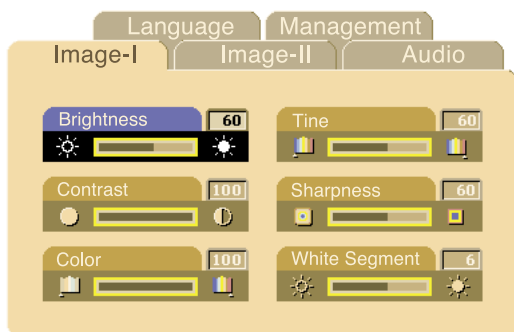 Language Management
Image-I Image-II Audio
Brightness 60 Tine 60
Contrast 100 Sharpness 60
Color 100 White Segment 6